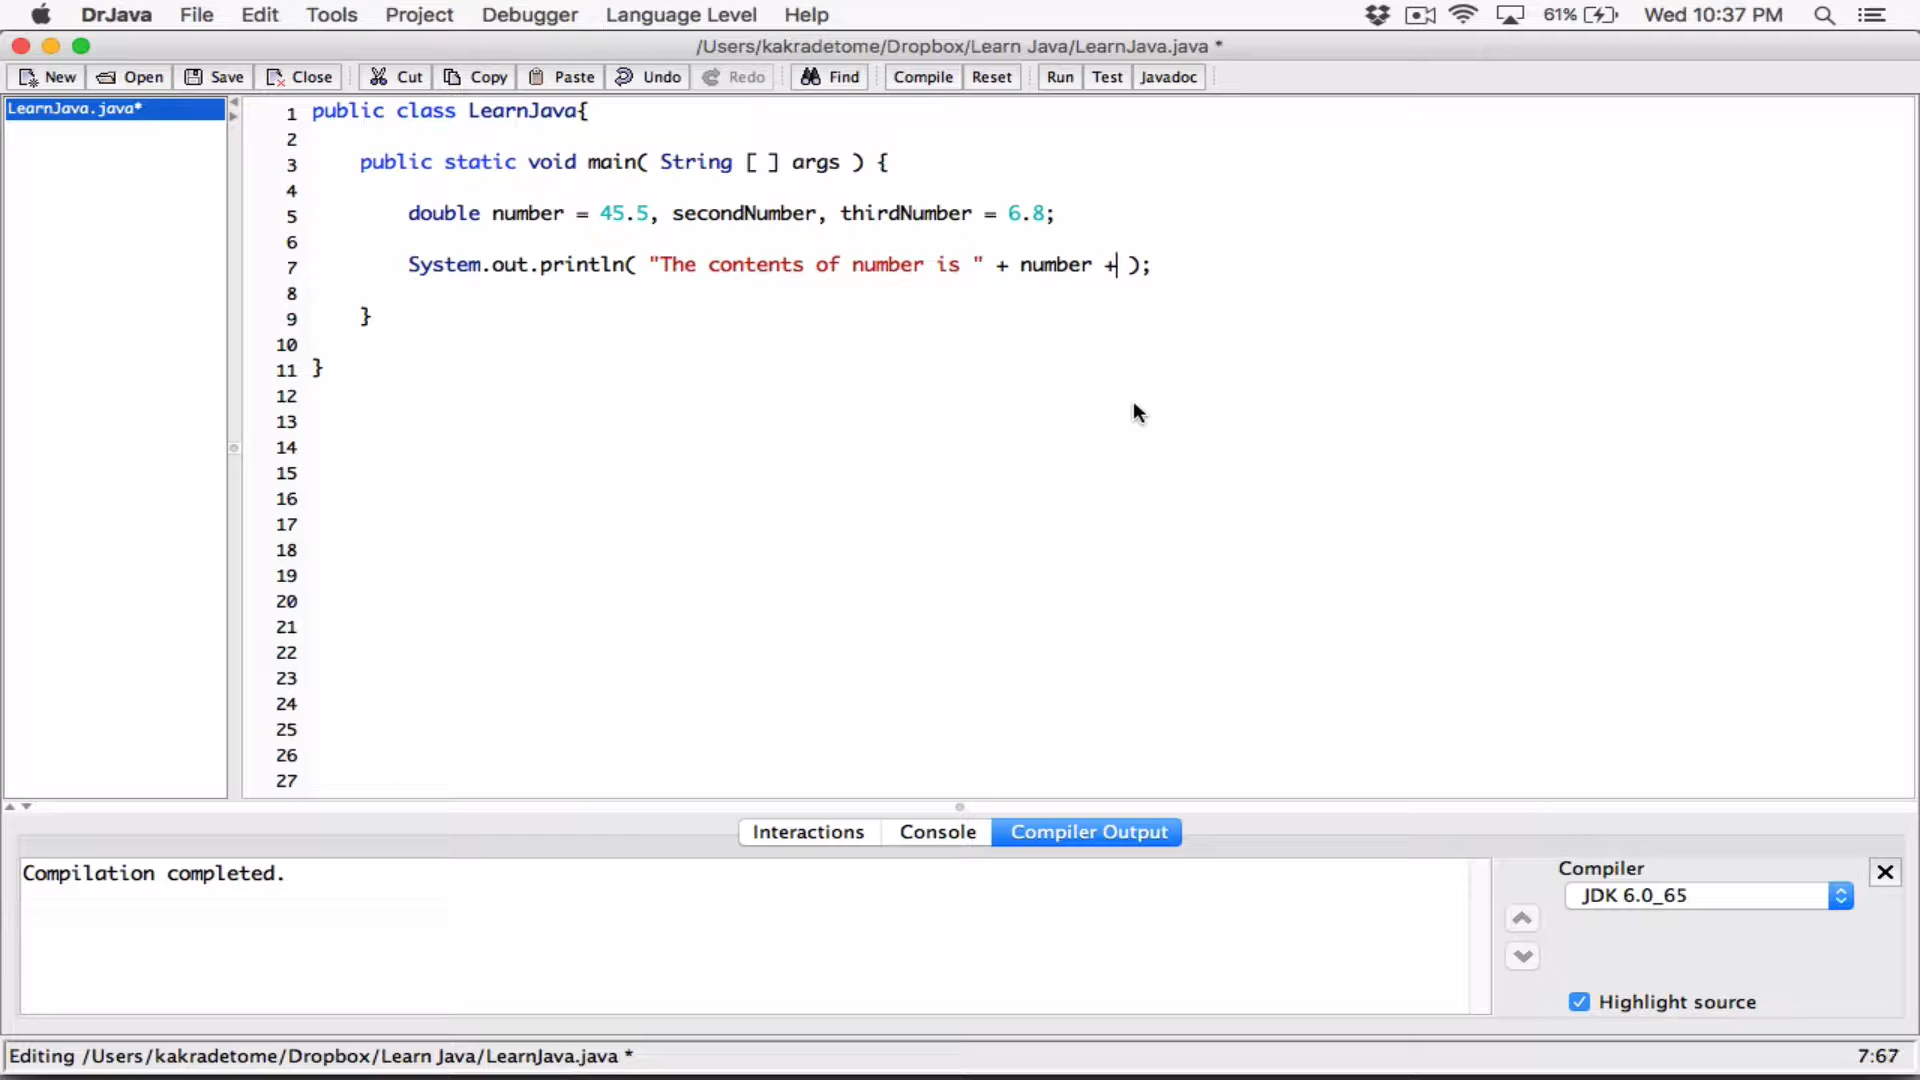 DrJava File Edit Tools Project Debugger Language Level Help 61% Wed 10:37 PM
/Users/kakradetome/Dropbox/Learn Java/LearnJava.java *
New Open Save Close Cut Copy Paste Undo Redo Find Compile Reset Run Test Javadoc
LearnJava.java*
1 public class LearnJava{
2
3 public static void main( String [ ] args ) {
4
5 double number = 45.5, secondNumber, thirdNumber = 6.8;
6
7 System.out.println( "The contents of number is " + number + );
8
9 }
10
11 }
12
13
14
15
16
17
18
19
20
21
22
23
24
25
26
27
Interactions Console Compiler Output
Compilation completed.
Compiler
JDK 6.0_65
Highlight source
Editing /Users/kakradetome/Dropbox/Learn Java/LearnJava.java * 7:67